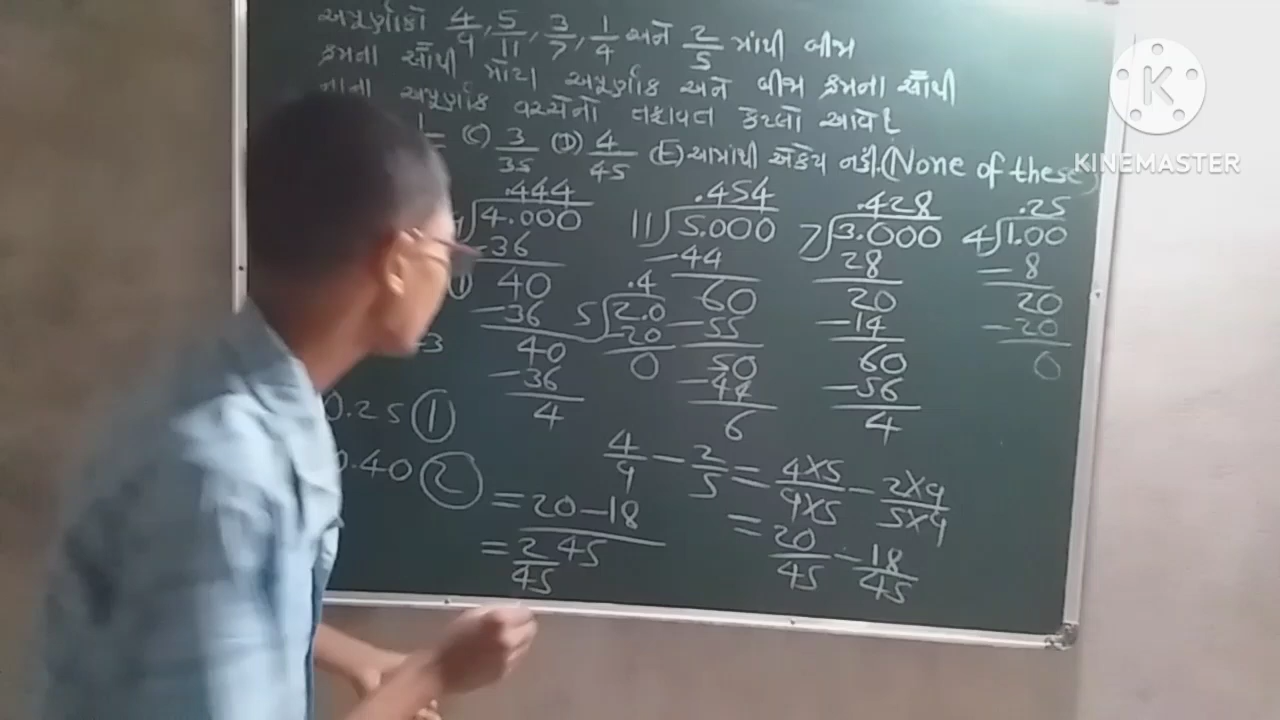 અપૂર્ણાંકો 4/9, 5/11, 3/7, 1/4 અને 2/5 માંથી બીજા
ક્રમના સૌથી મોટા અપૂર્ણાંક અને બીજા ક્રમના સૌથી
નાના અપૂર્ણાંક વચ્ચેનો તફાવત કેટલો આવે?
(C) 3/35 (D) 4/45 (E) આમાંથી એકેય નહીં. (None of these)
K
KINEMASTER
.444 .454 .428 .25
4.000 11)5.000 7)3.000 4)1.00
-36 -44 28 -8
40 .4 60 20 20
-36 5)2.0 -55 -14 -20
40 20 50 60 0
-36 0 -44 -56
4 6 4
0.25 ①
0.40 ②
4/9 - 2/5 = 4×5/9×5 - 2×9/5×9
= 20/45 - 18/45
= 20-18/45
= 2/45